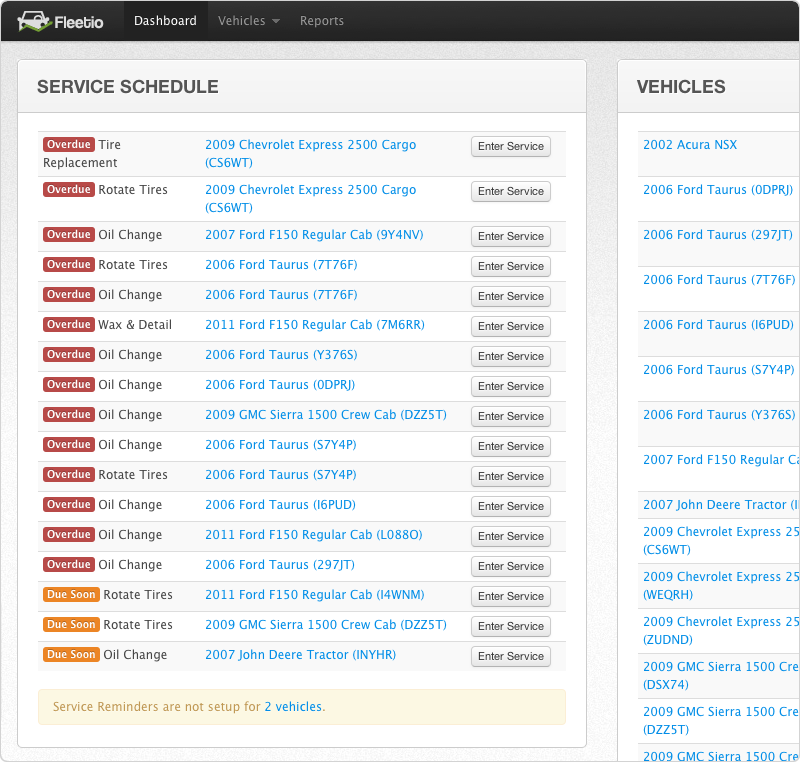 Fleetio Dashboard Vehicles Reports
SERVICE SCHEDULE
Overdue Tire Replacement 2009 Chevrolet Express 2500 Cargo (CS6WT) Enter Service
Overdue Rotate Tires 2009 Chevrolet Express 2500 Cargo (CS6WT) Enter Service
Overdue Oil Change 2007 Ford F150 Regular Cab (9Y4NV) Enter Service
Overdue Rotate Tires 2006 Ford Taurus (7T76F) Enter Service
Overdue Oil Change 2006 Ford Taurus (7T76F) Enter Service
Overdue Wax & Detail 2011 Ford F150 Regular Cab (7M6RR) Enter Service
Overdue Oil Change 2006 Ford Taurus (Y376S) Enter Service
Overdue Oil Change 2006 Ford Taurus (0DPRJ) Enter Service
Overdue Oil Change 2009 GMC Sierra 1500 Crew Cab (DZZ5T) Enter Service
Overdue Oil Change 2006 Ford Taurus (S7Y4P) Enter Service
Overdue Rotate Tires 2006 Ford Taurus (S7Y4P) Enter Service
Overdue Oil Change 2006 Ford Taurus (I6PUD) Enter Service
Overdue Oil Change 2011 Ford F150 Regular Cab (L088O) Enter Service
Overdue Oil Change 2006 Ford Taurus (297JT) Enter Service
Due Soon Rotate Tires 2011 Ford F150 Regular Cab (I4WNM) Enter Service
Due Soon Rotate Tires 2009 GMC Sierra 1500 Crew Cab (DZZ5T) Enter Service
Due Soon Oil Change 2007 John Deere Tractor (INYHR) Enter Service
Service Reminders are not setup for 2 vehicles.
VEHICLES
2002 Acura NSX
2006 Ford Taurus (0DPRJ)
2006 Ford Taurus (297JT)
2006 Ford Taurus (7T76F)
2006 Ford Taurus (I6PUD)
2006 Ford Taurus (S7Y4P)
2006 Ford Taurus (Y376S)
2007 Ford F150 Regular Ca
2007 John Deere Tractor (I
2009 Chevrolet Express 25
(CS6WT)
2009 Chevrolet Express 25
(WEQRH)
2009 Chevrolet Express 25
(ZUDND)
2009 GMC Sierra 1500 Cre
(DSX74)
2009 GMC Sierra 1500 Cre
(DZZ5T)
2009 GMC Sierra 1500 Cre